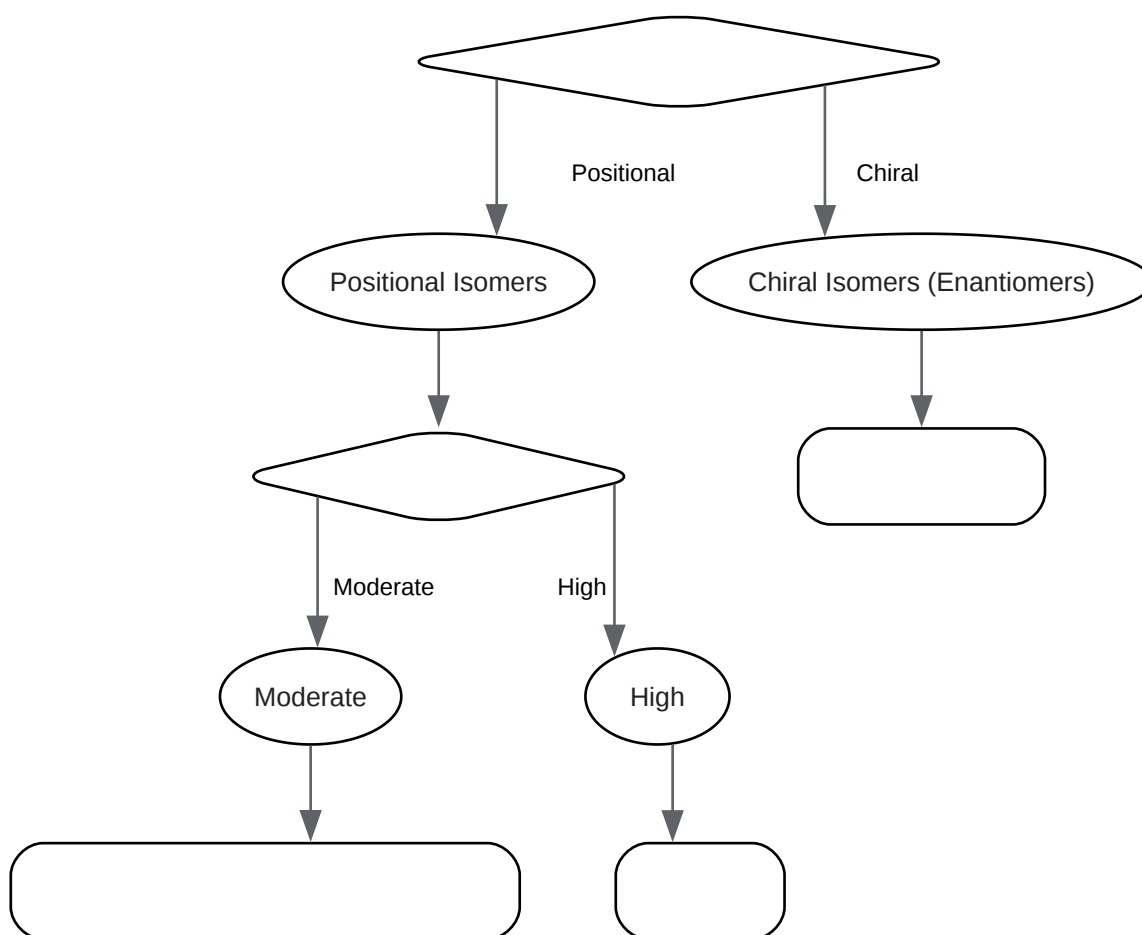 Positional
Chiral
Positional Isomers
Chiral Isomers (Enantiomers)
Moderate
High
Moderate
High